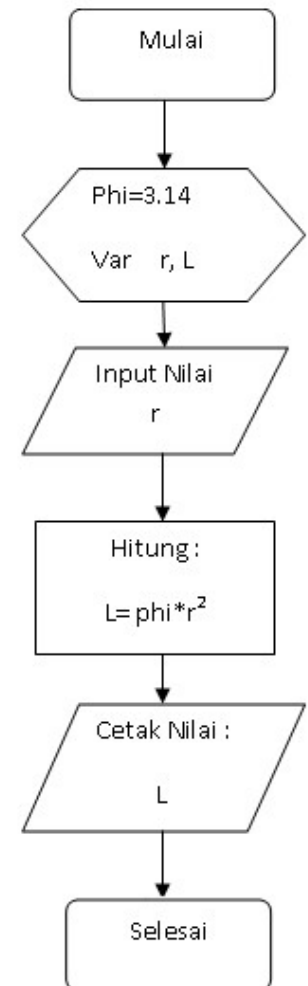 Mulai
Phi=3.14
Var r, L
Input Nilai
r
Hitung :
L= phi*r²
Cetak Nilai :
L
Selesai